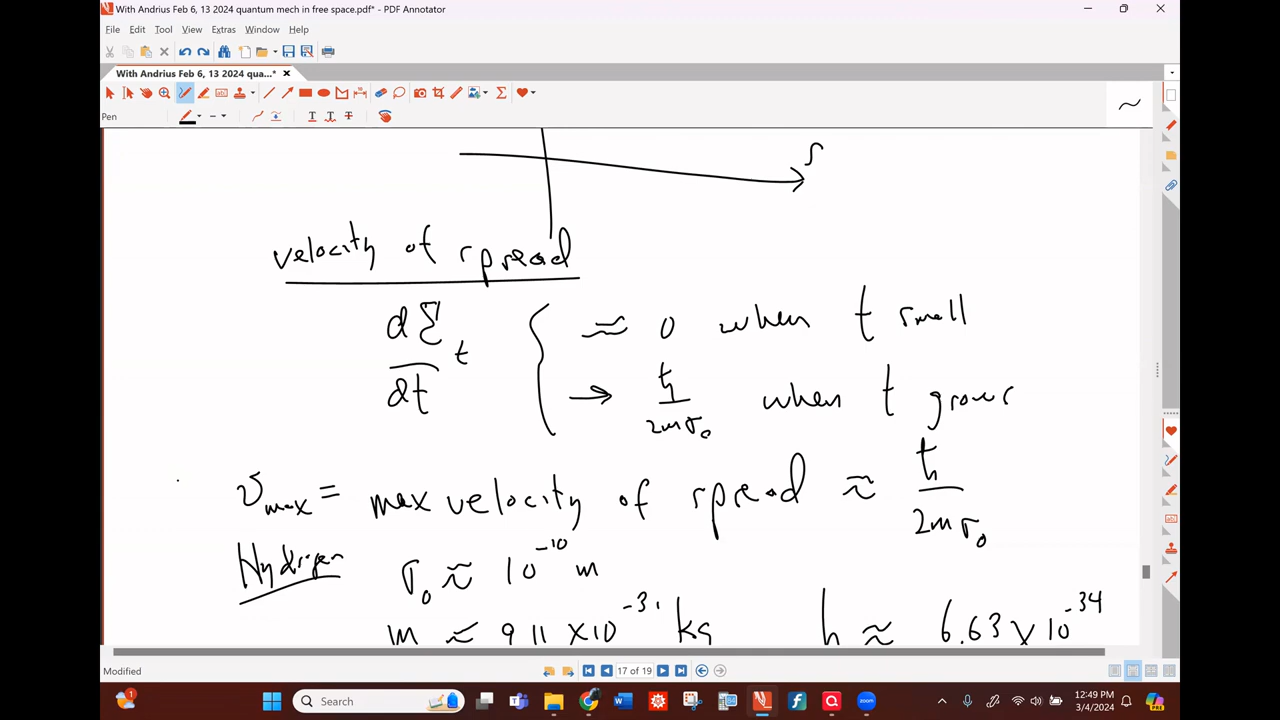 With Andrius Feb 6, 13 2024 quantum mech in free space.pdf* - PDF Annotator
File Edit Tool View Extras Window Help
With Andrius Feb 6, 13 2024 qua...*
Pen
velocity of spread
dΣ_t/dt { ≈ 0 when t small
→ ħ/2mσ₀ when t grows
v_max = max velocity of spread ≈ ħ/2mσ₀
Hydrogen σ₀ ≈ 10⁻¹⁰ m
m ≈ 9.11 × 10⁻³¹ kg h ≈ 6.63 × 10⁻³⁴
Modified
17 of 19
1
Search
12:49 PM
3/4/2024